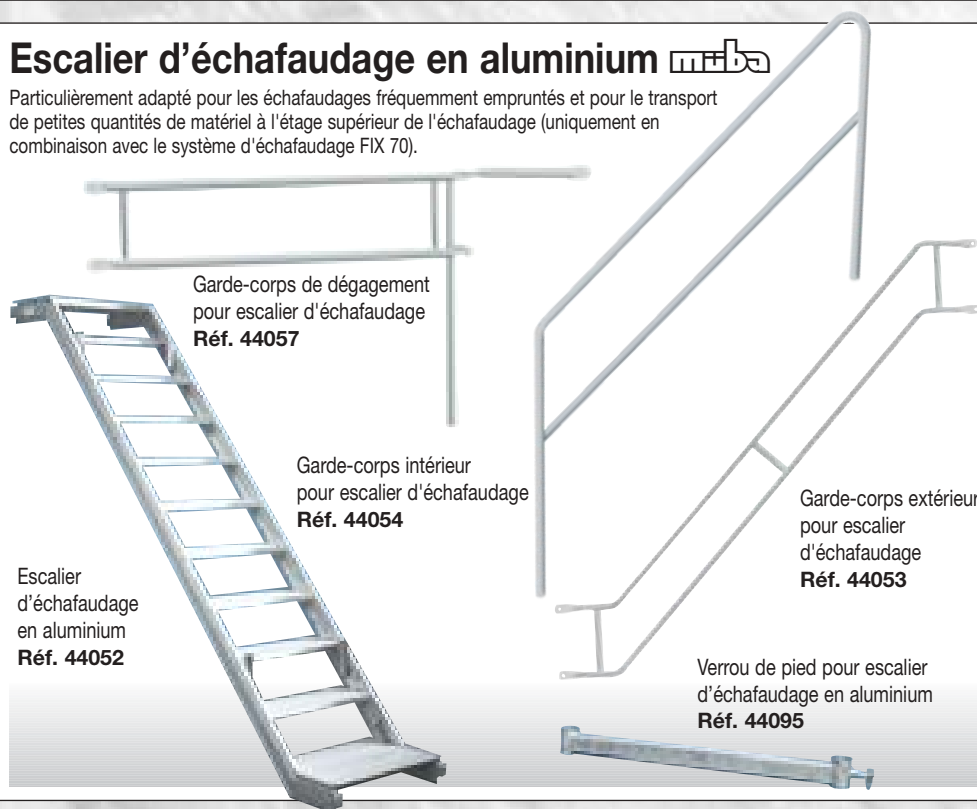 Escalier d’échafaudage en aluminium müba
Particulièrement adapté pour les échafaudages fréquemment empruntés et pour le transport
de petites quantités de matériel à l'étage supérieur de l'échafaudage (uniquement en
combinaison avec le système d'échafaudage FIX 70).
Garde-corps de dégagement
pour escalier d'échafaudage
Réf. 44057
Garde-corps intérieur
pour escalier d'échafaudage
Réf. 44054
Garde-corps extérieur
pour escalier
d'échafaudage
Réf. 44053
Escalier
d’échafaudage
en aluminium
Réf. 44052
Verrou de pied pour escalier
d’échafaudage en aluminium
Réf. 44095